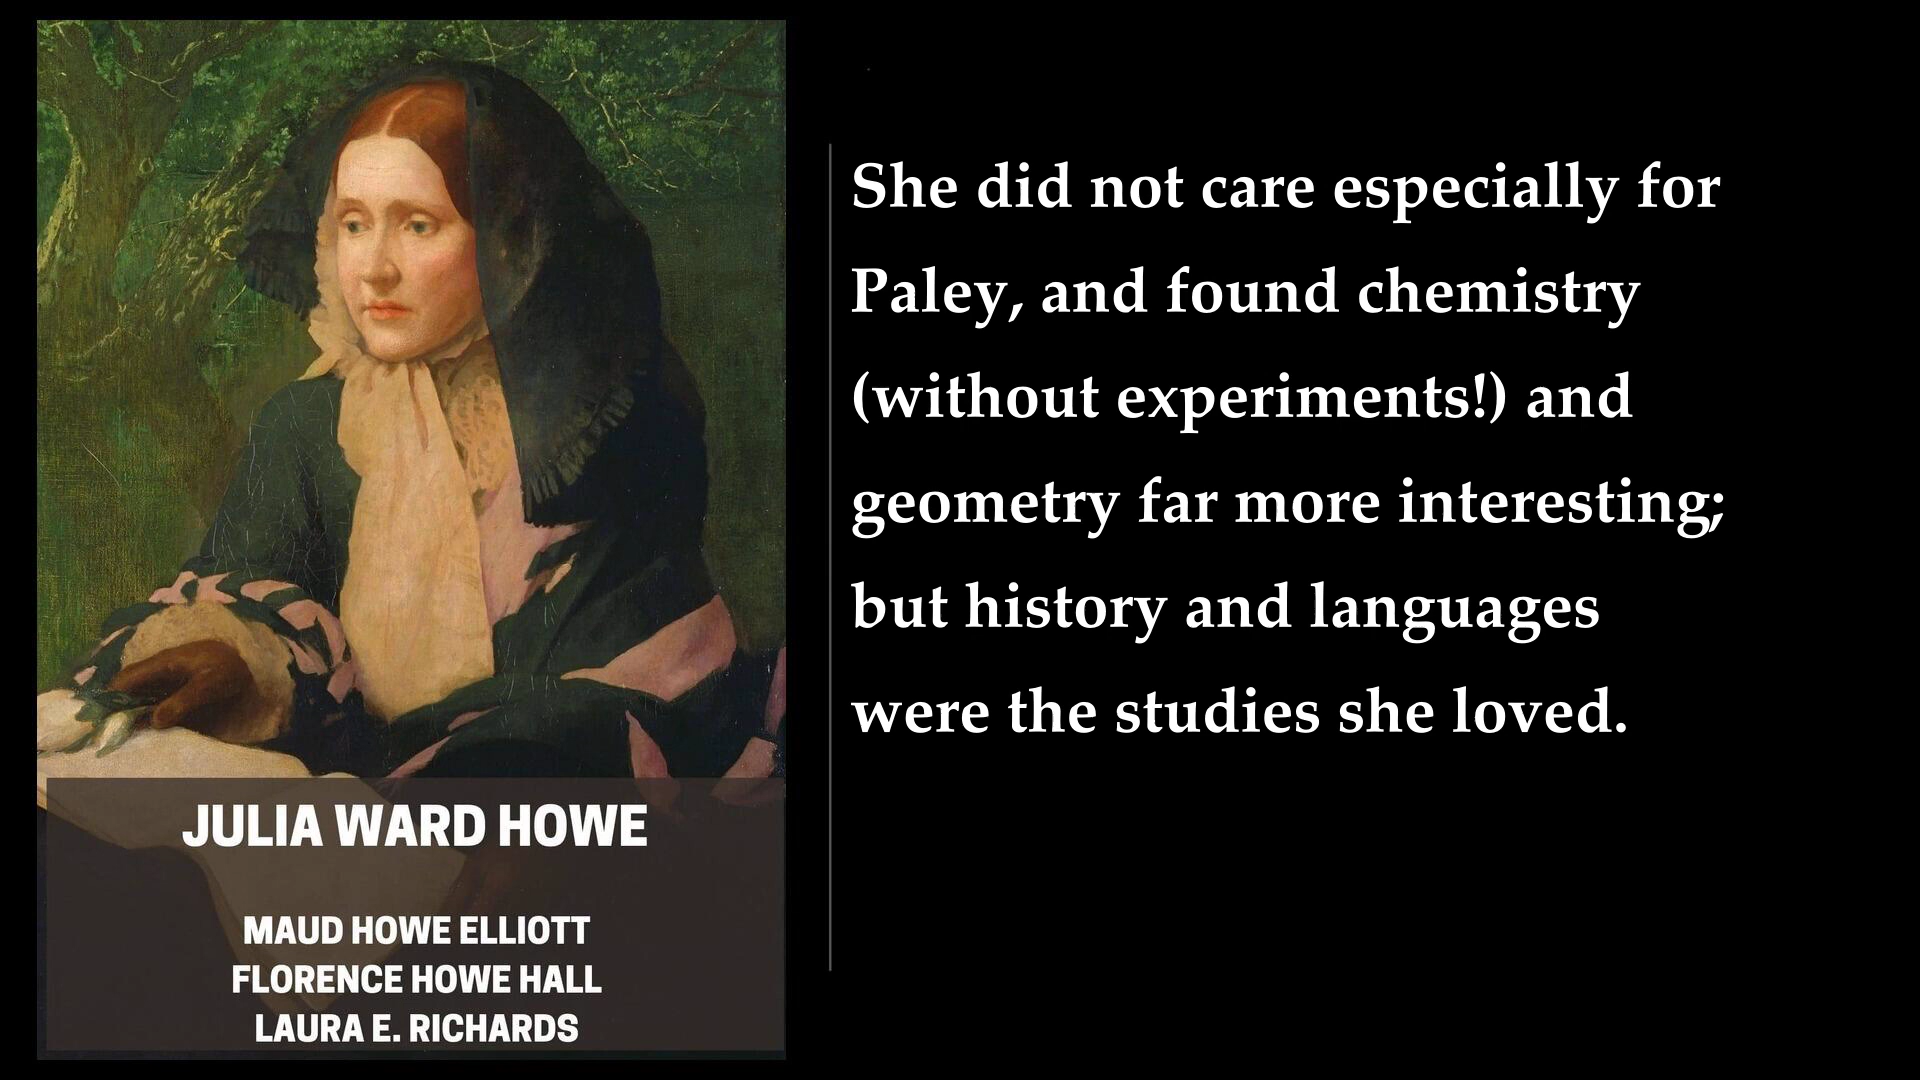 JULIA WARD HOWE
MAUD HOWE ELLIOTT
FLORENCE HOWE HALL
LAURA E. RICHARDS
She did not care especially for
Paley, and found chemistry
(without experiments!) and
geometry far more interesting;
but history and languages
were the studies she loved.